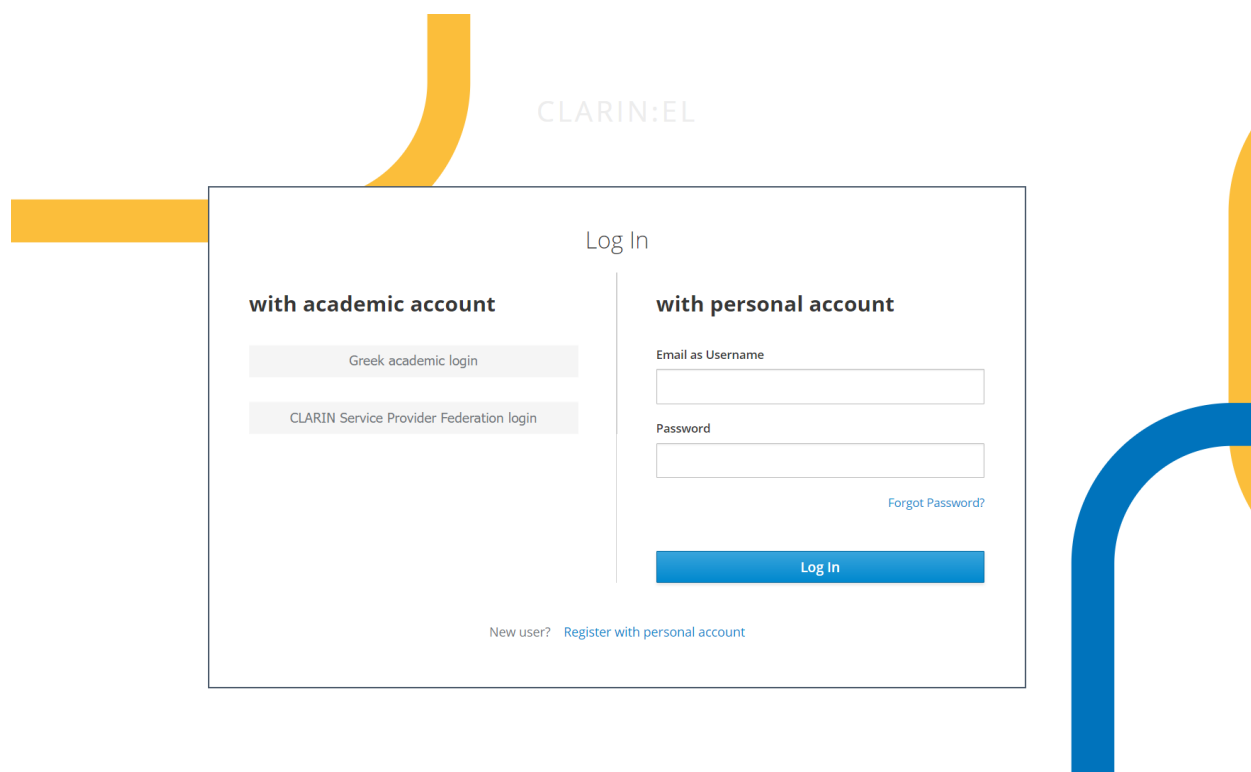 CLARIN:EL
Log In
with academic account
Greek academic login
CLARIN Service Provider Federation login
with personal account
Email as Username
Password
Forgot Password?
Log In
New user? Register with personal account